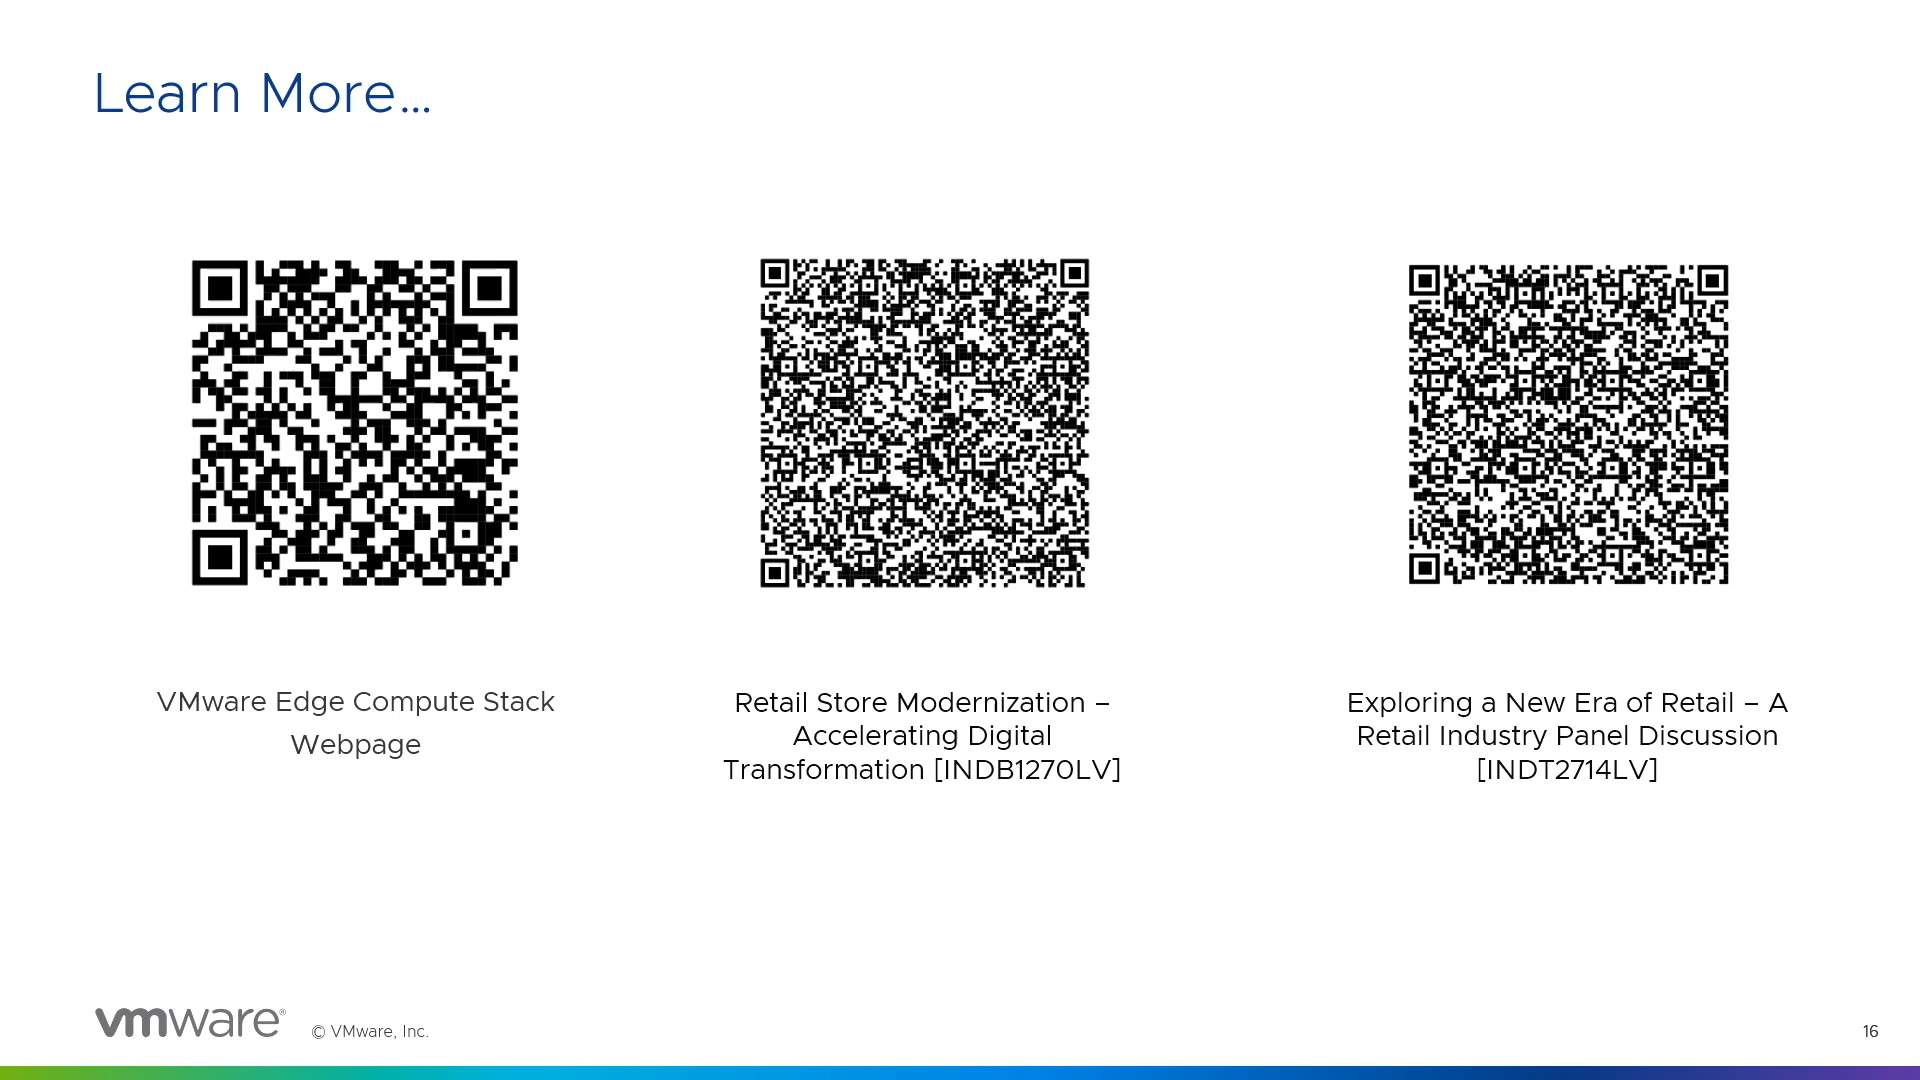 Learn More...
VMware Edge Compute Stack
Webpage
Retail Store Modernization –
Accelerating Digital
Transformation [INDB1270LV]
Exploring a New Era of Retail – A
Retail Industry Panel Discussion
[INDT2714LV]
vmware®
© VMware, Inc.
16